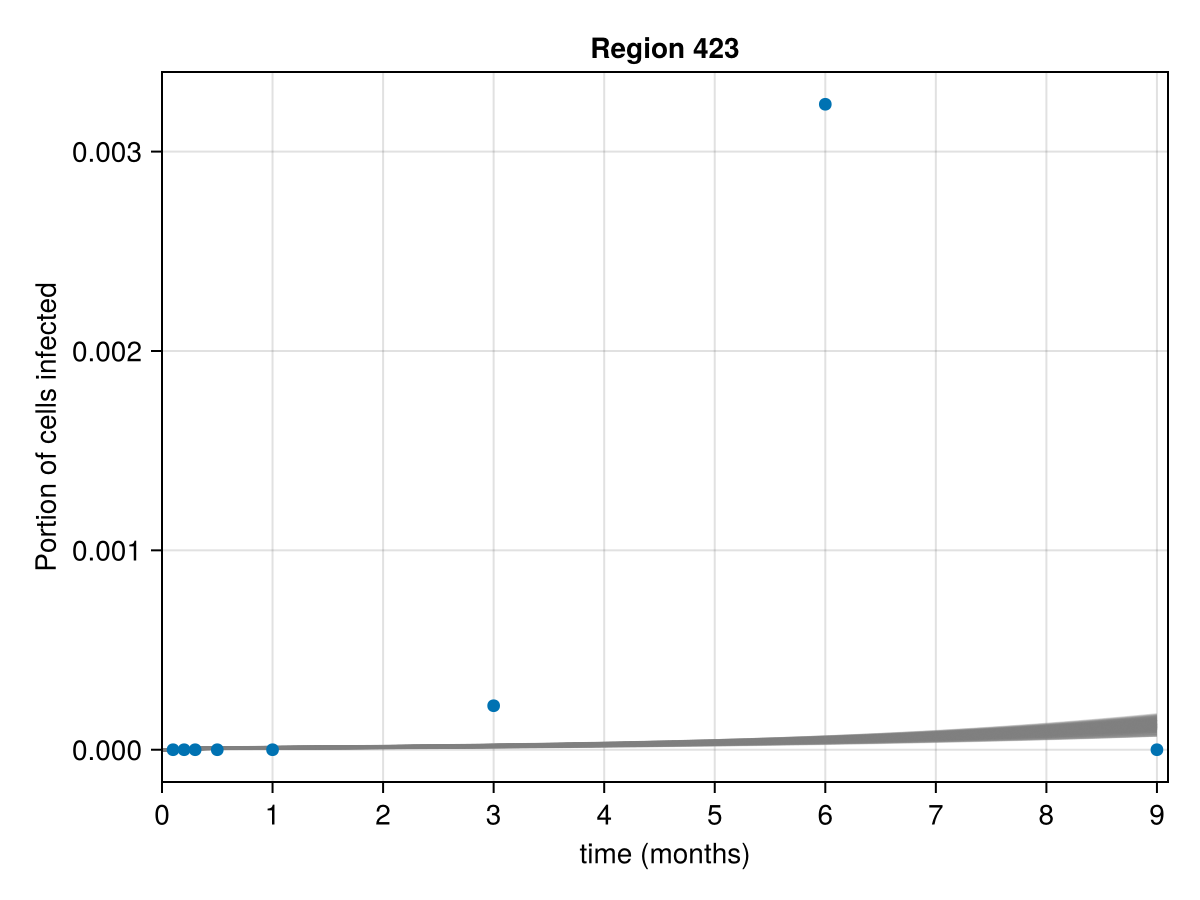 Region 423
Portion of cells infected
0.003
0.002
0.001
0.000
0 1 2 3 4 5 6 7 8 9
time (months)